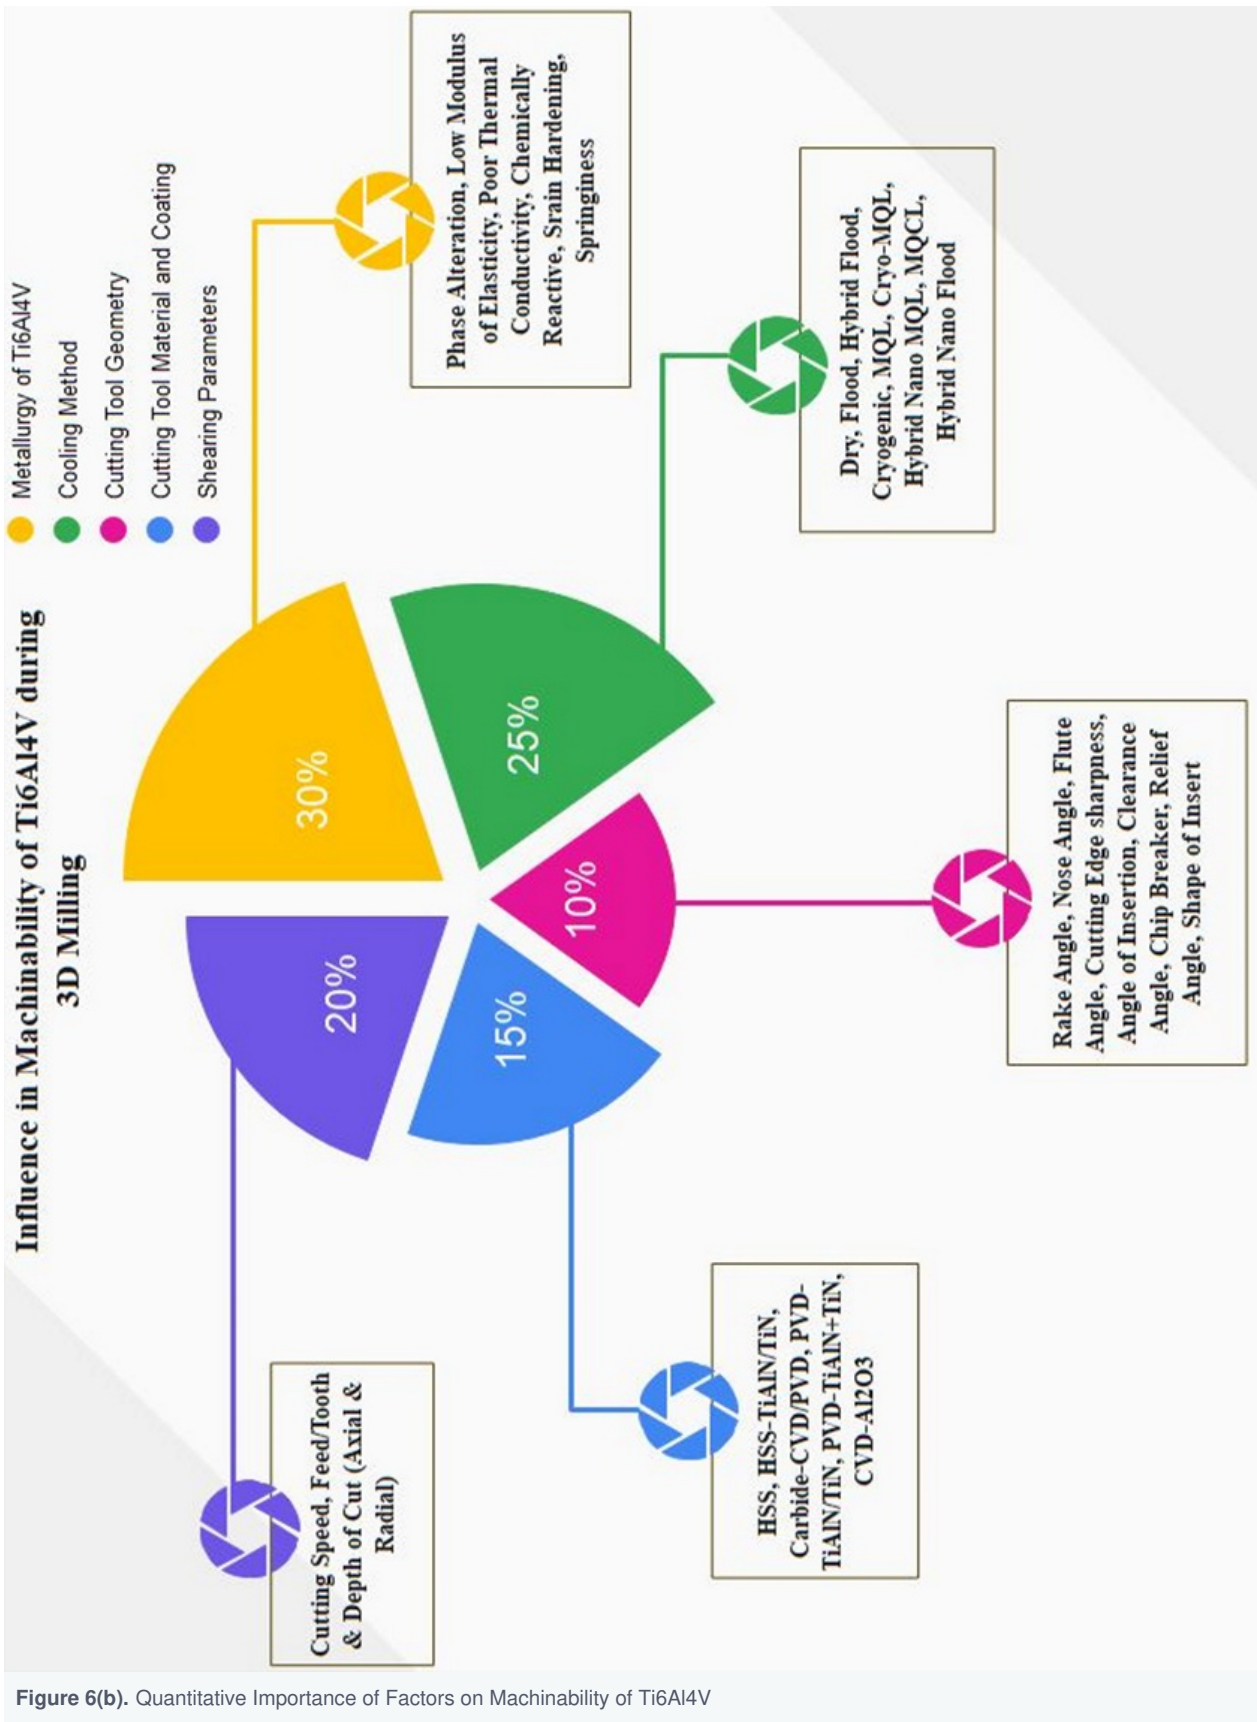 Influence in Machinability of Ti6Al4V during
3D Milling
Metallurgy of Ti6Al4V
Cooling Method
Cutting Tool Geometry
Cutting Tool Material and Coating
Shearing Parameters
20%
30%
15%
25%
10%
Cutting Speed, Feed/Tooth
& Depth of Cut (Axial &
Radial)
Phase Alteration, Low Modulus
of Elasticity, Poor Thermal
Conductivity, Chemically
Reactive, Srain Hardening,
Springiness
HSS, HSS-TiAlN/TiN,
Carbide-CVD/PVD, PVD-
TiAlN/TiN, PVD-TiAlN+TiN,
CVD-Al2O3
Dry, Flood, Hybrid Flood,
Cryogenic, MQL, Cryo-MQL,
Hybrid Nano MQL, MQCL,
Hybrid Nano Flood
Rake Angle, Nose Angle, Flute
Angle, Cutting Edge sharpness,
Angle of Insertion, Clearance
Angle, Chip Breaker, Relief
Angle, Shape of Insert
Figure 6(b). Quantitative Importance of Factors on Machinability of Ti6Al4V